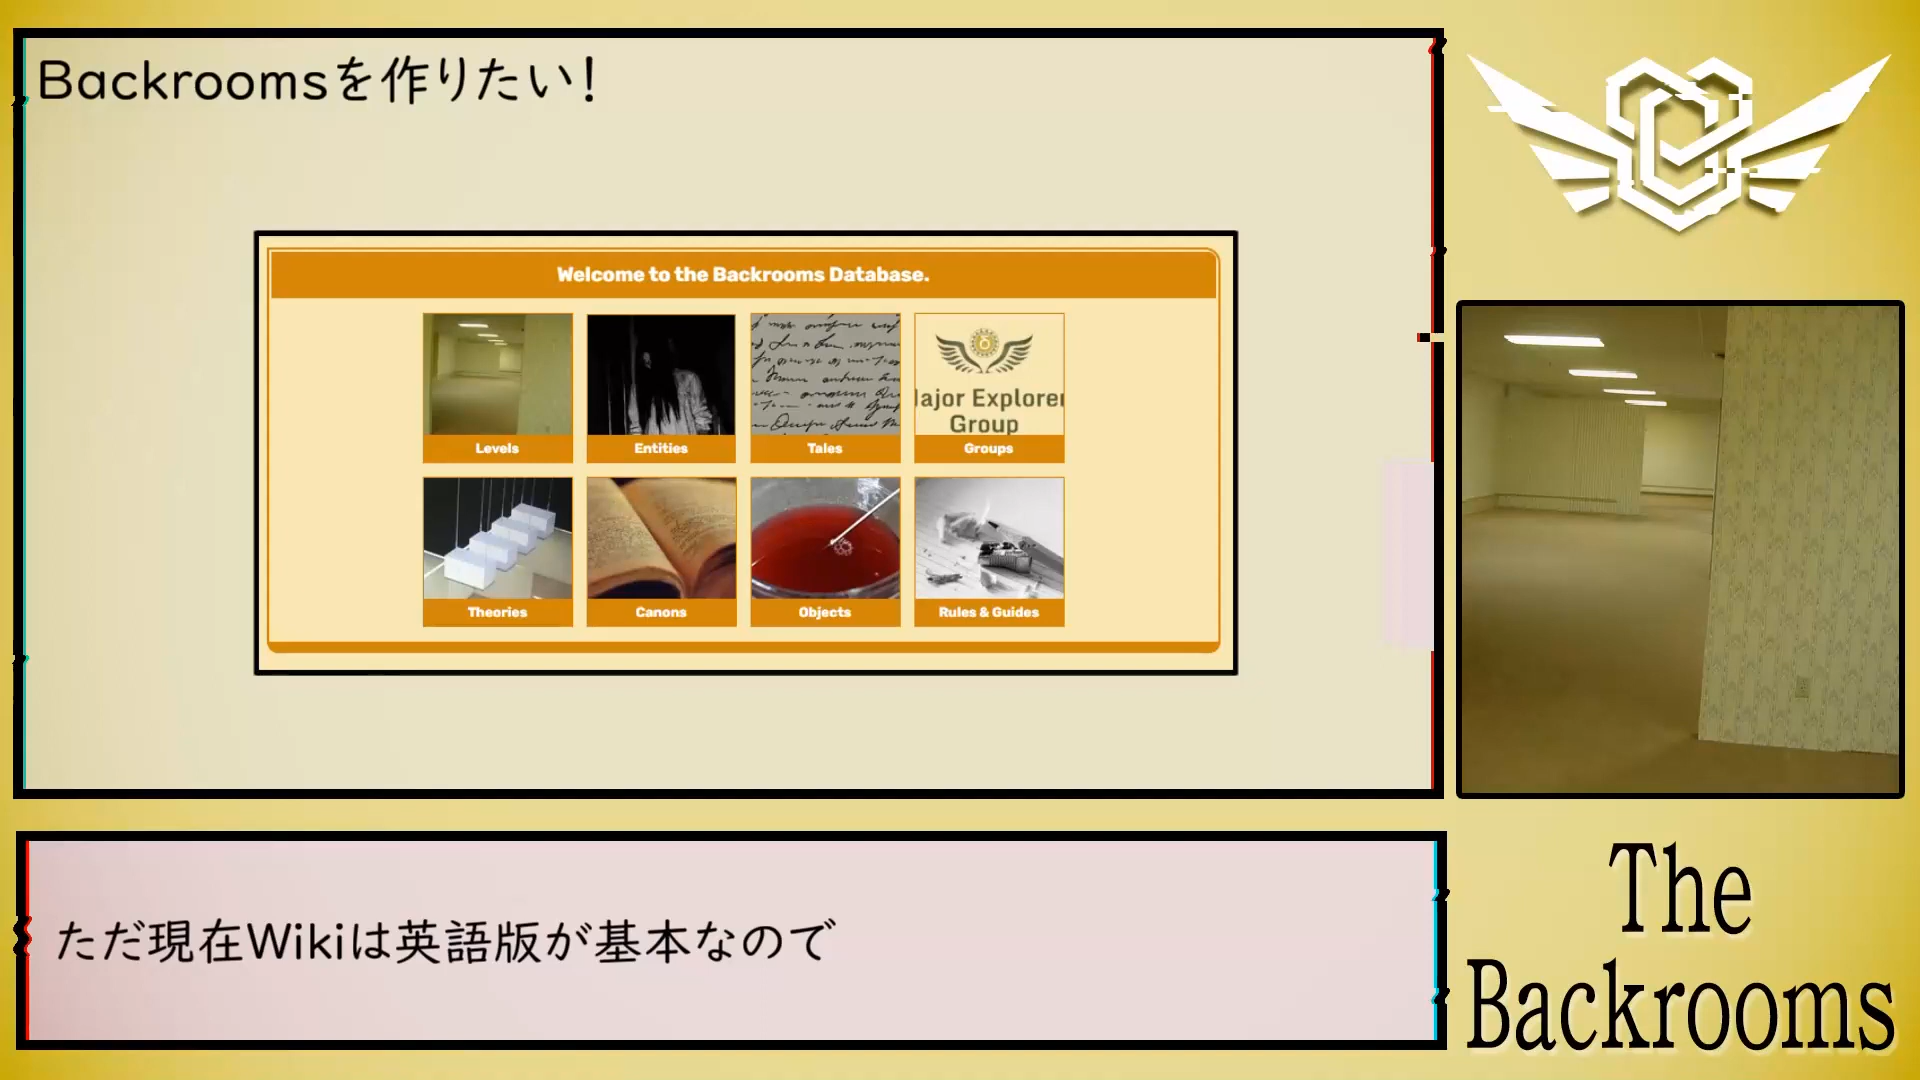 Backroomsを作りたい!
Welcome to the Backrooms Database.
Levels
Entities
Tales
ajor Explorer
Group
Groups
Theories
Canons
Objects
Rules & Guides
ただ現在Wikiは英語版が基本なので
The
Backrooms